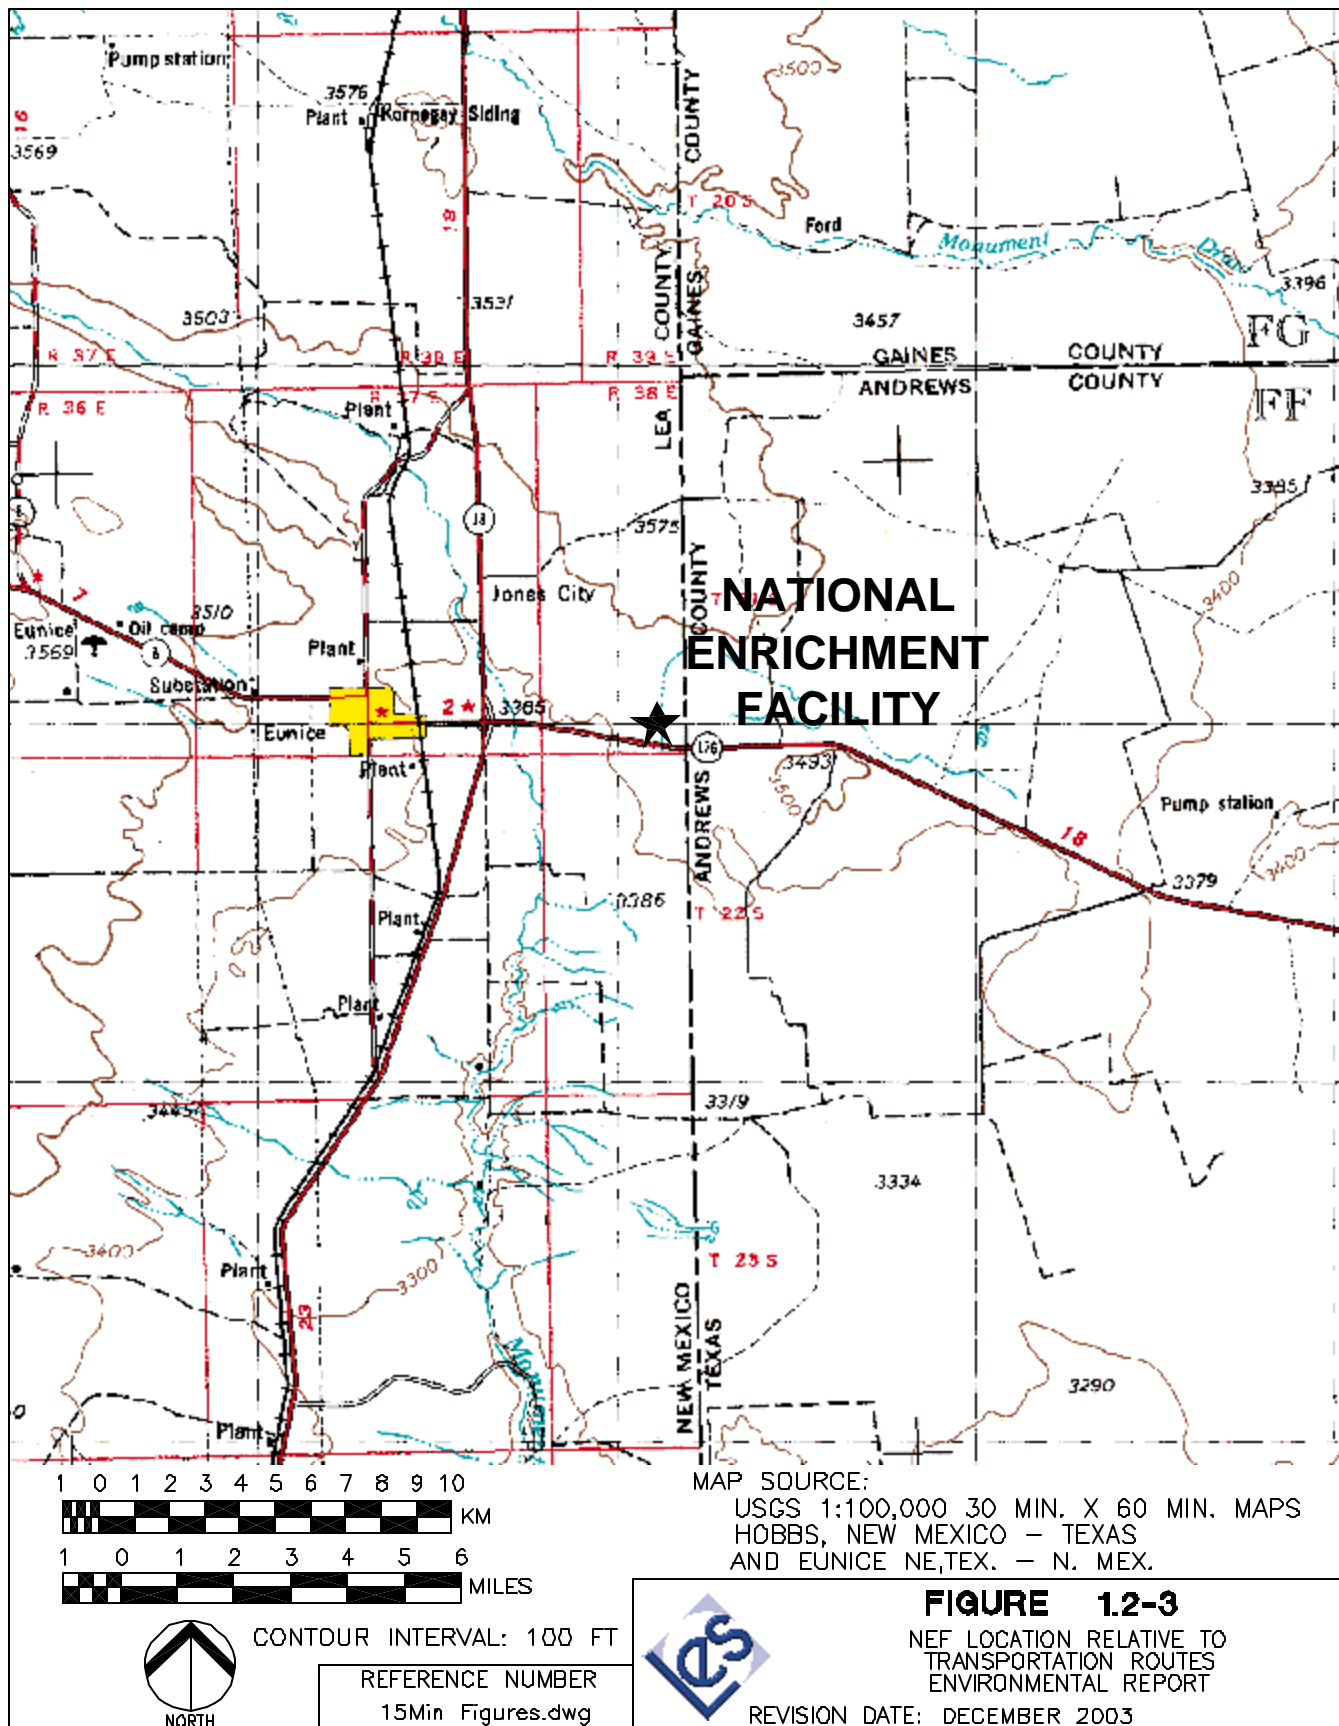 Pump station
3576
Plant
Kornegay Siding
16
3569
18
COUNTY
3500
T 20 S
Ford
Monument
Draw
3396
3503
3531
COUNTY
GAINES
3457
FG
R 37 E
R 38 E
R 39 E
GAINES COUNTY
ANDREWS COUNTY
R 36 E
R 38 E
FF
Plant
LEA
3395
18
3575
COUNTY
NATIONAL
ENRICHMENT
FACILITY
3400
7
3510
Jones City
Eunice
3569
Oil camp
8
Plant
Substation
2
3385
Eunice
176
3493
3500
Plant
ANDREWS
Pump station
18
3400
3379
3386
T 22 S
Plant
Plant
3445
3319
3334
3400
3300
T 23 S
Plant
23
NEW MEXICO
TEXAS
Monument
3290
Plant
1 0 1 2 3 4 5 6 7 8 9 10
KM
1 0 1 2 3 4 5 6
MILES
MAP SOURCE:
USGS 1:100,000 30 MIN. X 60 MIN. MAPS
HOBBS, NEW MEXICO – TEXAS
AND EUNICE NE,TEX. – N. MEX.
CONTOUR INTERVAL: 100 FT
NORTH
REFERENCE NUMBER
15Min Figures.dwg
LES
FIGURE 1.2-3
NEF LOCATION RELATIVE TO
TRANSPORTATION ROUTES
ENVIRONMENTAL REPORT
REVISION DATE: DECEMBER 2003